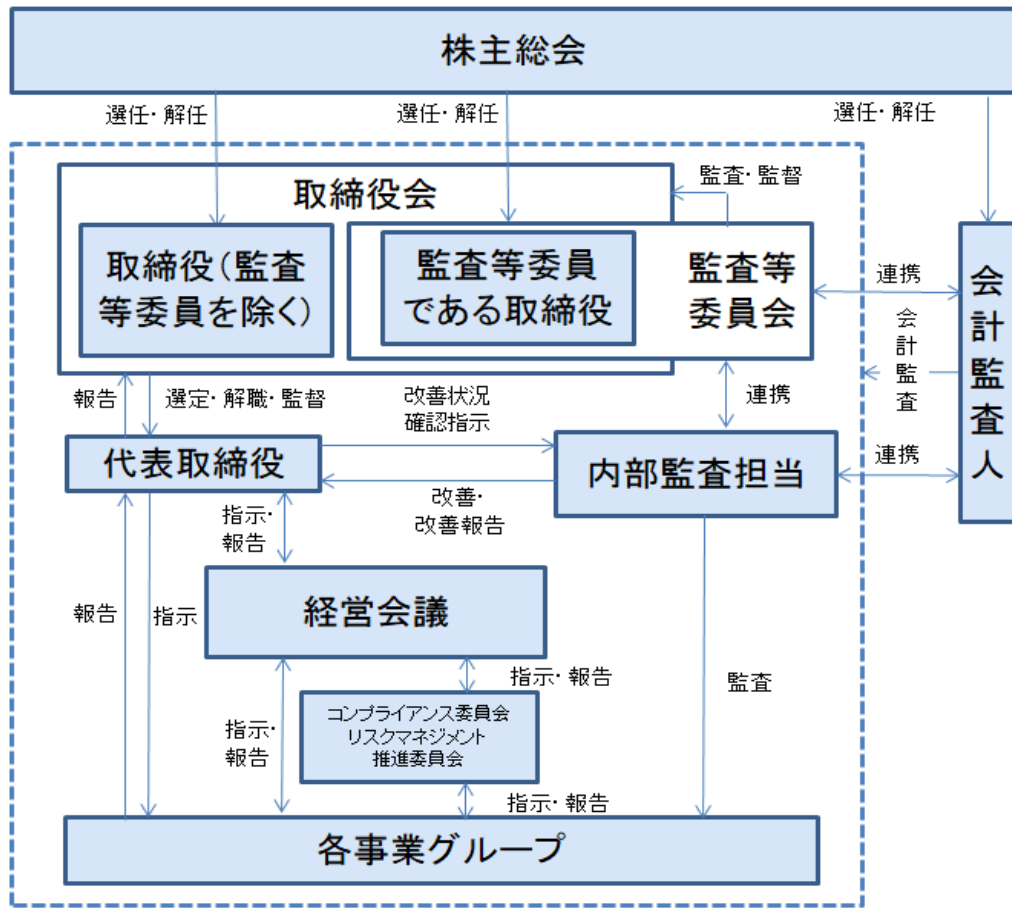 株主総会
選任・解任
選任・解任
選任・解任
取締役会
監査・監督
取締役(監査
等委員を除く)
監査等委員
である取締役
監査等
委員会
連携
会計監査人
会計監査
報告
選定・解職・監督
改善状況
確認指示
連携
代表取締役
内部監査担当
連携
改善・
改善報告
指示・
報告
報告
指示
経営会議
指示・報告
監査
コンプライアンス委員会
リスクマネジメント
推進委員会
指示・
報告
指示・報告
各事業グループ